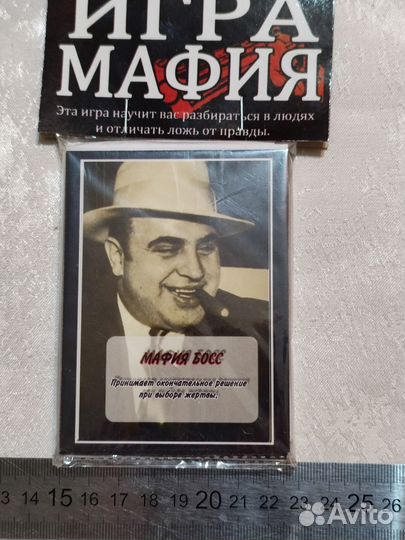 ИГРА
МАФИЯ
Эта игра научит вас разбираться в людях
и отличать ложь от правды.
МАФИЯ БОСС
Принимает окончательное решение
при выборе жертвы.
3 14 15 16 17 18 19 20 21 22 23 24 25 26
Avito